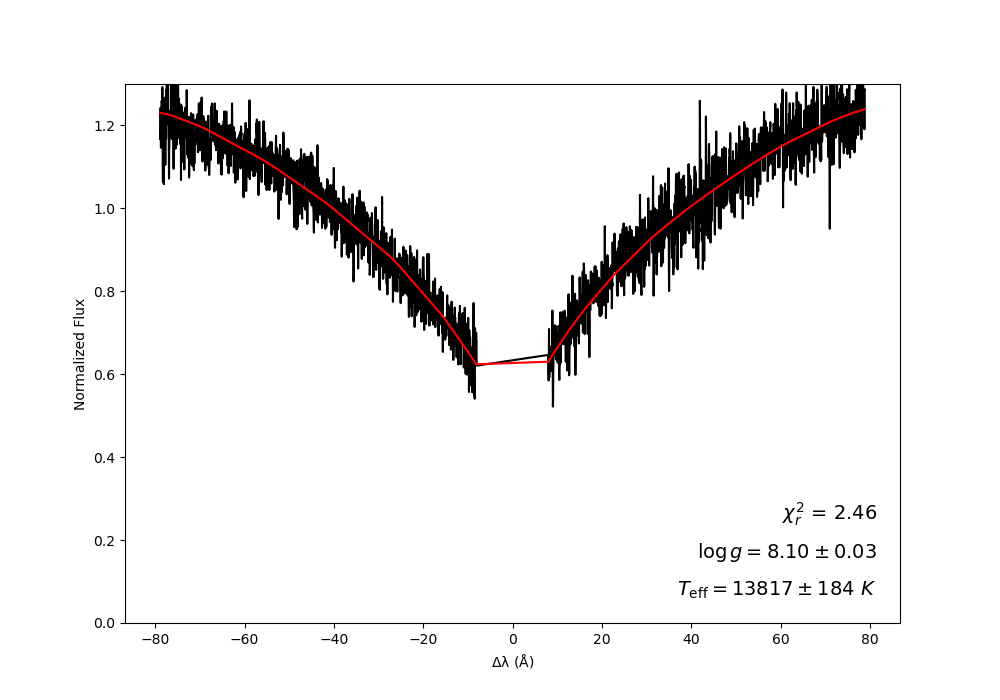 1.2
1.0
0.8
0.6
0.4
0.2
0.0
Normalized Flux
χ²ᵣ = 2.46
log g = 8.10 ± 0.03
T_eff = 13817 ± 184 K
−80 −60 −40 −20 0 20 40 60 80
Δλ (Å)